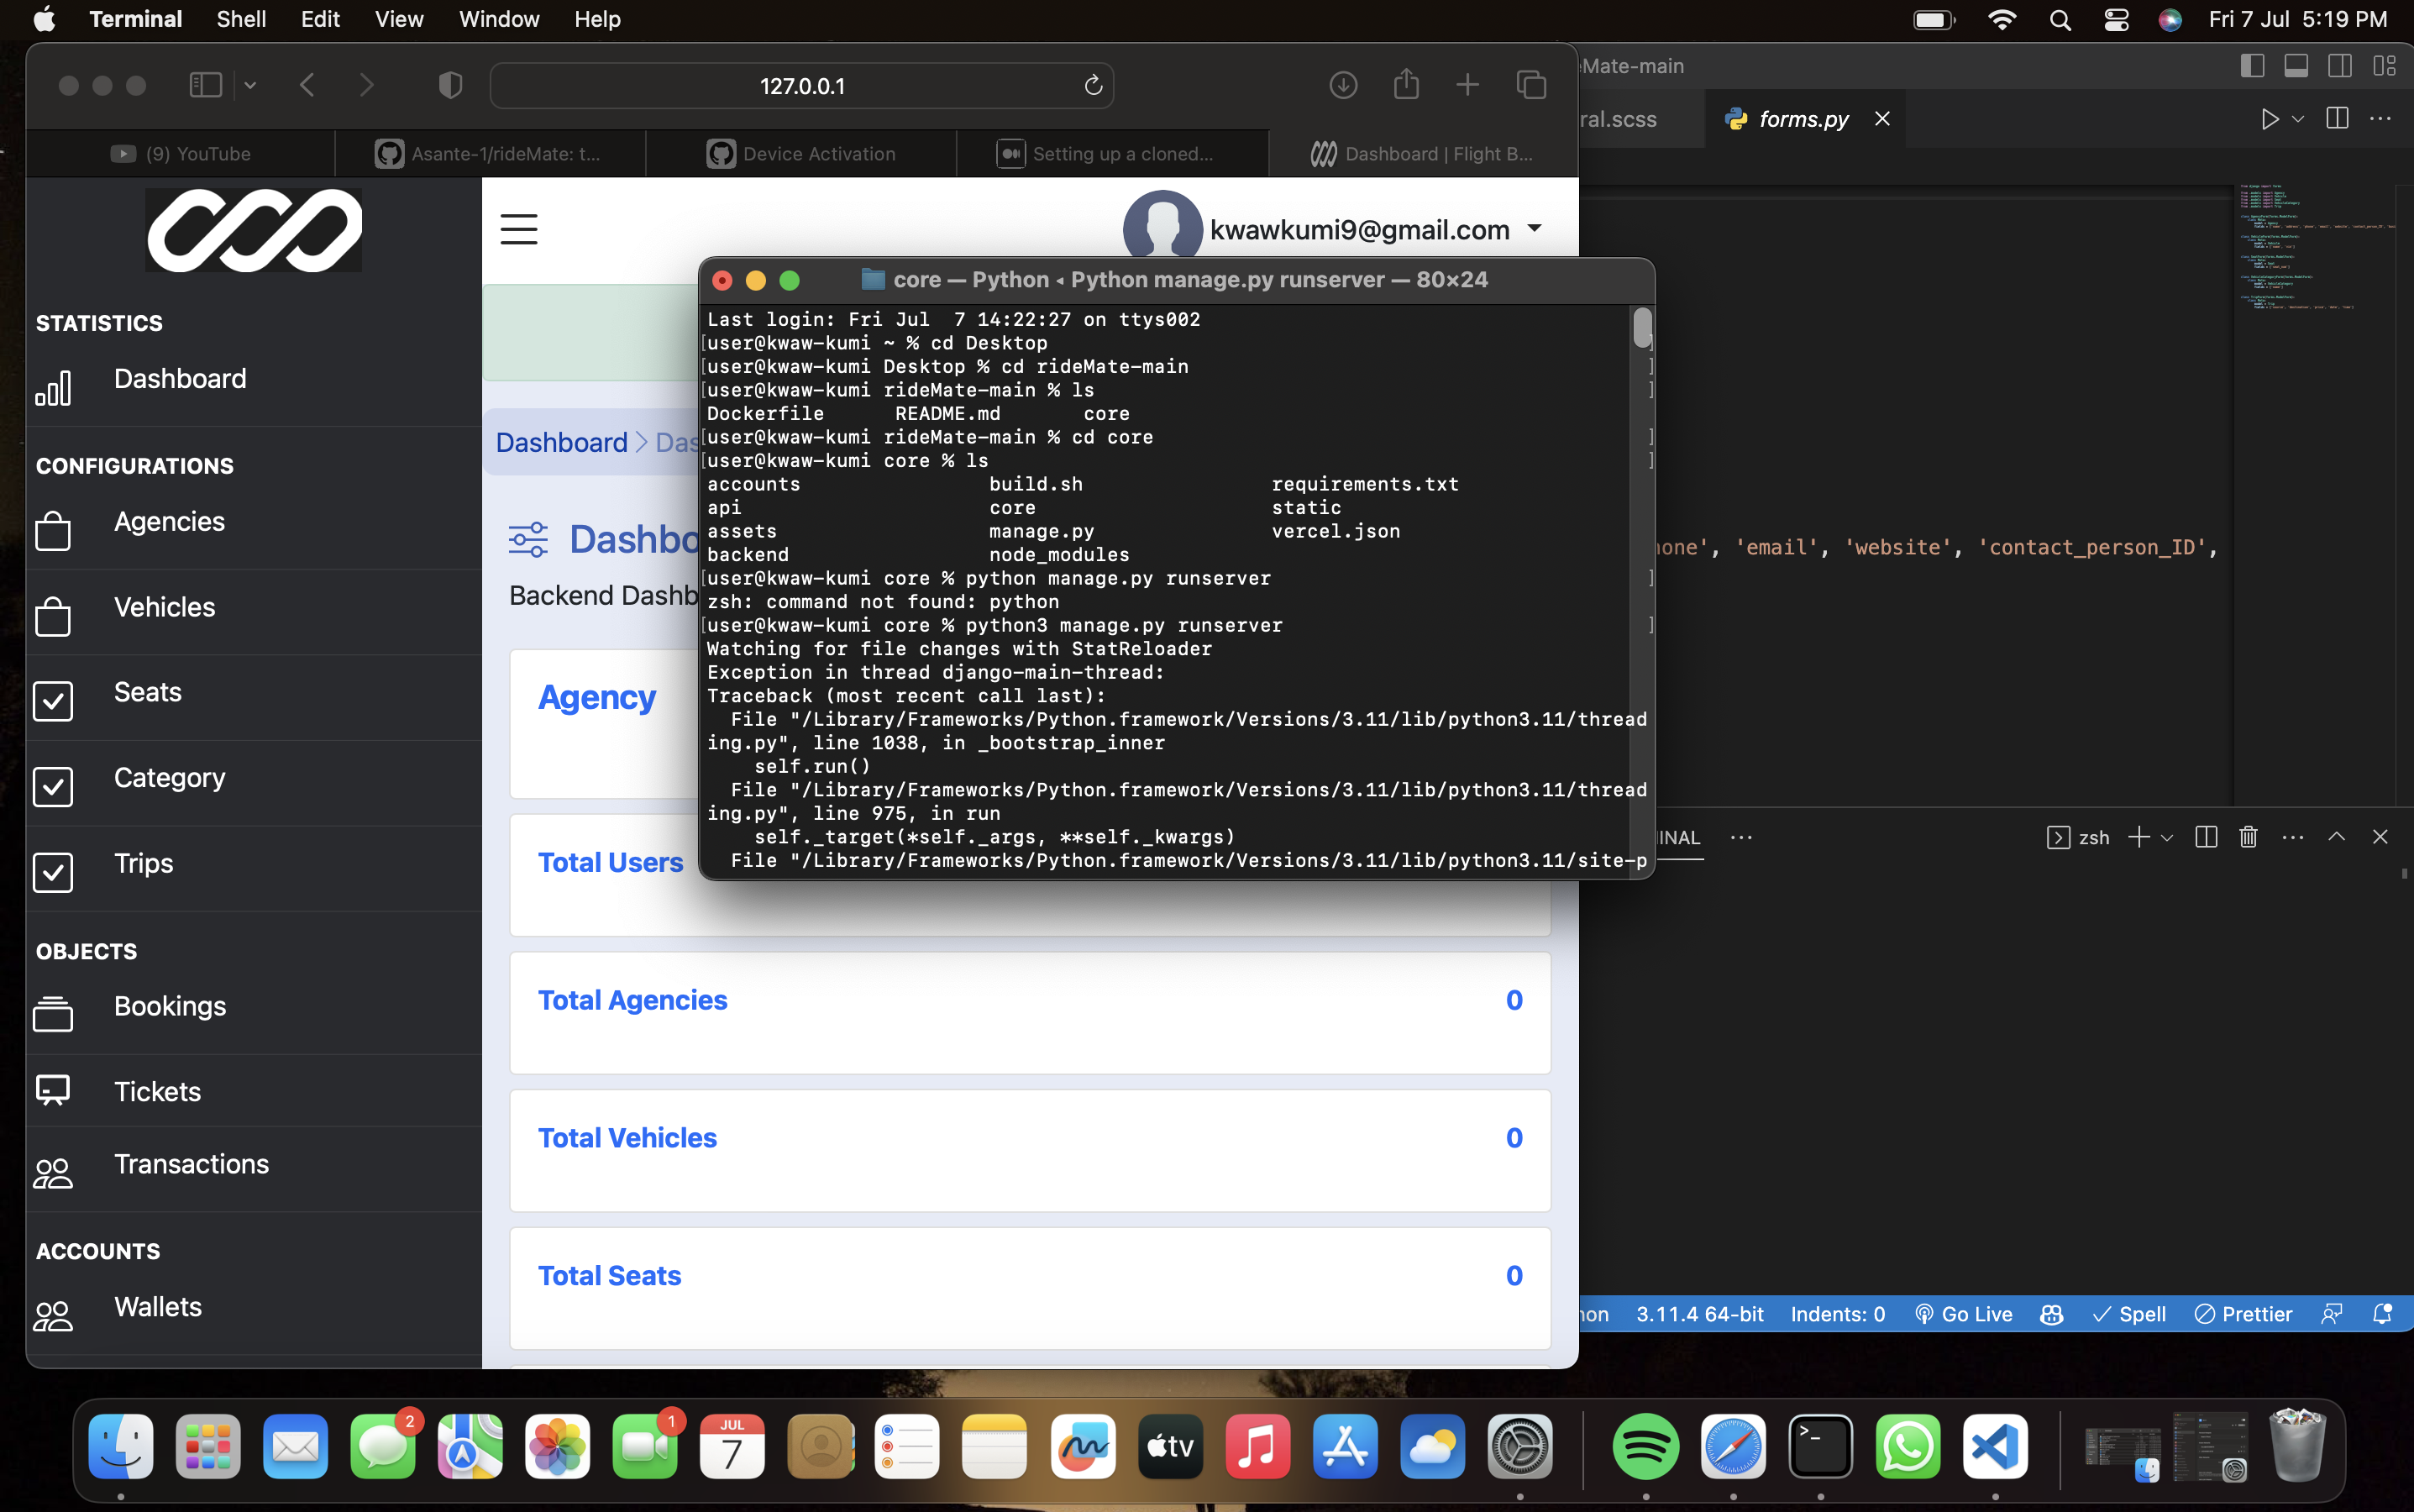 Terminal Shell Edit View Window Help Fri 7 Jul 5:19 PM
127.0.0.1
(9) YouTube
Asante-1/rideMate: t...
Device Activation
Setting up a cloned...
Dashboard | Flight B...
STATISTICS
Dashboard
CONFIGURATIONS
Agencies
Vehicles
Seats
Category
Trips
OBJECTS
Bookings
Tickets
Transactions
ACCOUNTS
Wallets
kwawkumi9@gmail.com
Dashboard
Backend
Agency
Total Users
Total Agencies 0
Total Vehicles 0
Total Seats 0
core — Python ◂ Python manage.py runserver — 80×24
Last login: Fri Jul  7 14:22:27 on ttys002
[user@kwaw-kumi ~ % cd Desktop ]
[user@kwaw-kumi Desktop % cd rideMate-main ]
[user@kwaw-kumi rideMate-main % ls ]
Dockerfile README.md core
[user@kwaw-kumi rideMate-main % cd core ]
[user@kwaw-kumi core % ls ]
accounts build.sh requirements.txt
api core static
assets manage.py vercel.json
backend node_modules
[user@kwaw-kumi core % python manage.py runserver ]
zsh: command not found: python
[user@kwaw-kumi core % python3 manage.py runserver ]
Watching for file changes with StatReloader
Exception in thread django-main-thread:
Traceback (most recent call last):
File "/Library/Frameworks/Python.framework/Versions/3.11/lib/python3.11/thread
ing.py", line 1038, in _bootstrap_inner
self.run()
File "/Library/Frameworks/Python.framework/Versions/3.11/lib/python3.11/thread
ing.py", line 975, in run
self._target(*self._args, **self._kwargs)
File "/Library/Frameworks/Python.framework/Versions/3.11/lib/python3.11/site-p
Mate-main
ral.scss
forms.py
one', 'email', 'website', 'contact_person_ID',
INAL
zsh
on 3.11.4 64-bit Indents: 0 Go Live Spell Prettier
2
1
JUL
7
tv